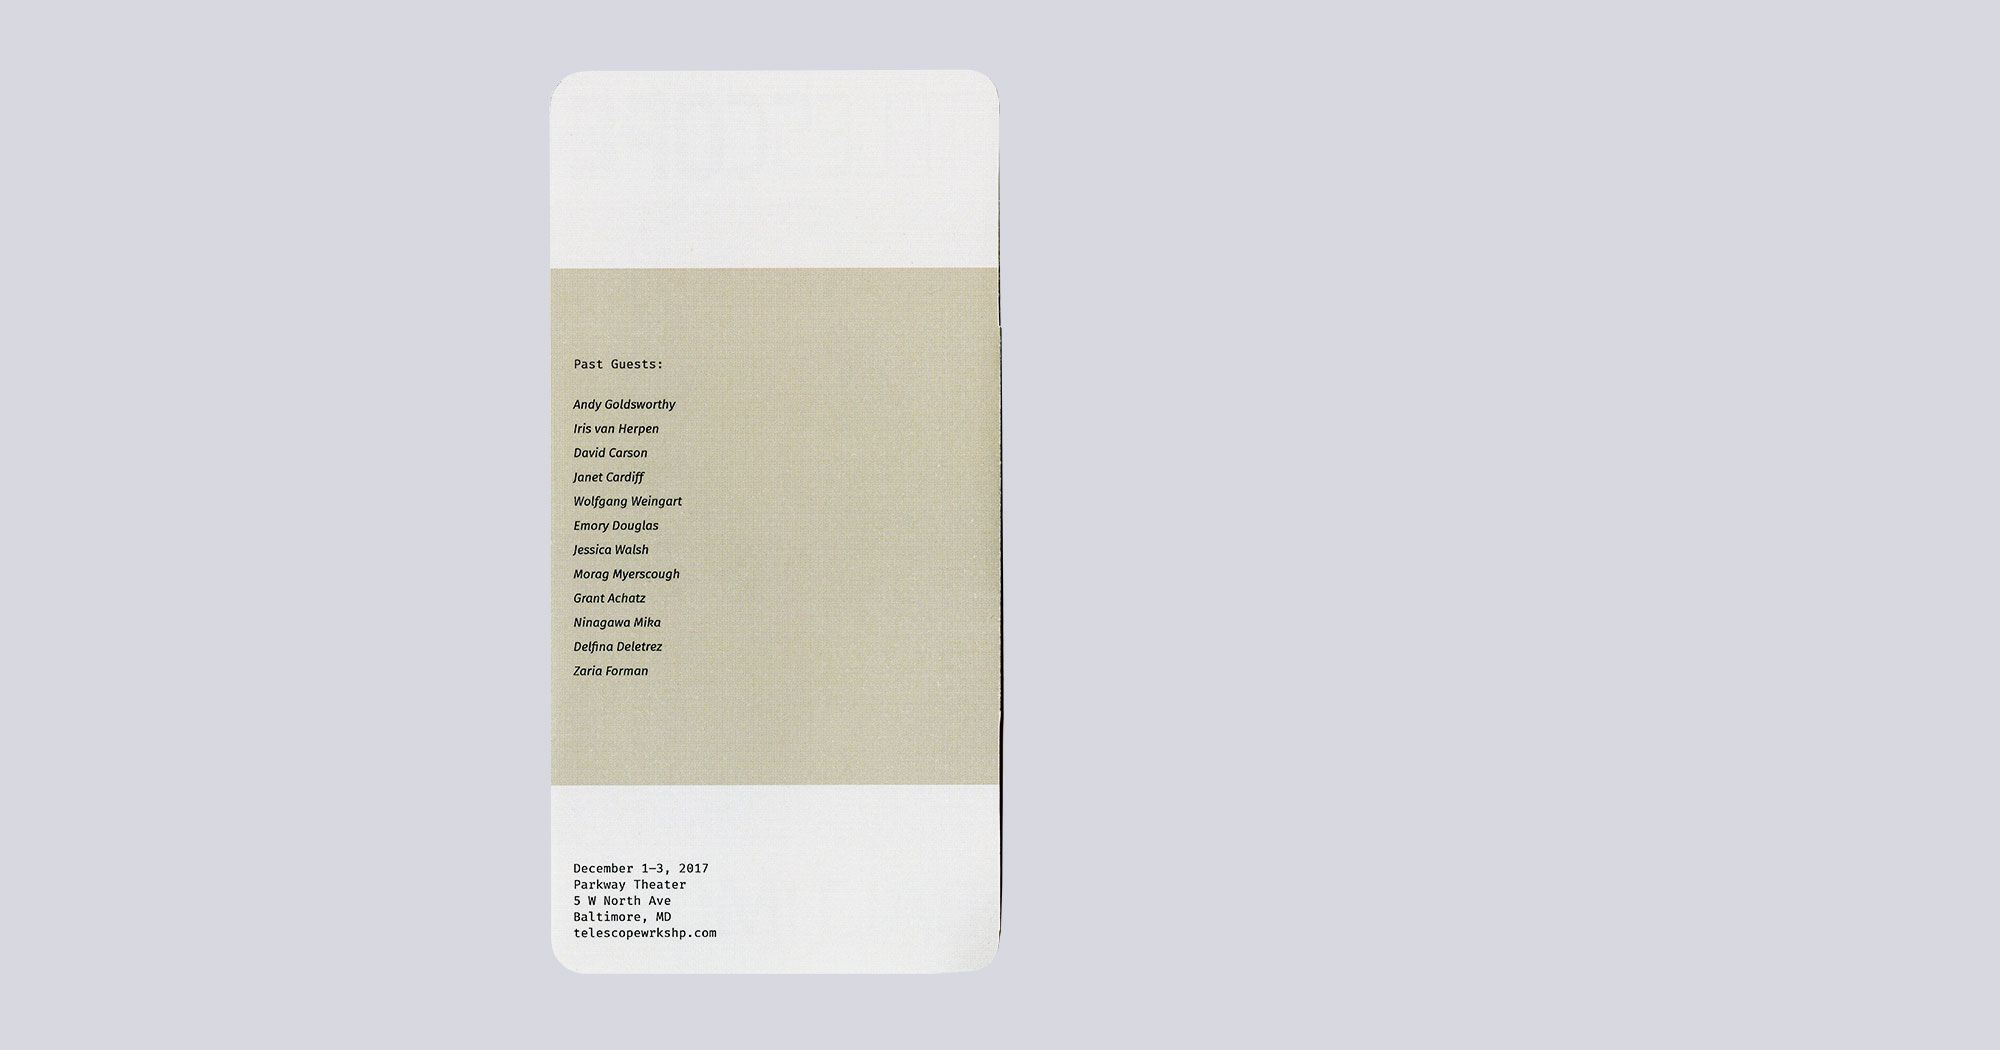 Past Guests:
Andy Goldsworthy
Iris van Herpen
David Carson
Janet Cardiff
Wolfgang Weingart
Emory Douglas
Jessica Walsh
Morag Myerscough
Grant Achatz
Ninagawa Mika
Delfina Deletrez
Zaria Forman
December 1–3, 2017
Parkway Theater
5 W North Ave
Baltimore, MD
telescopewrkshp.com